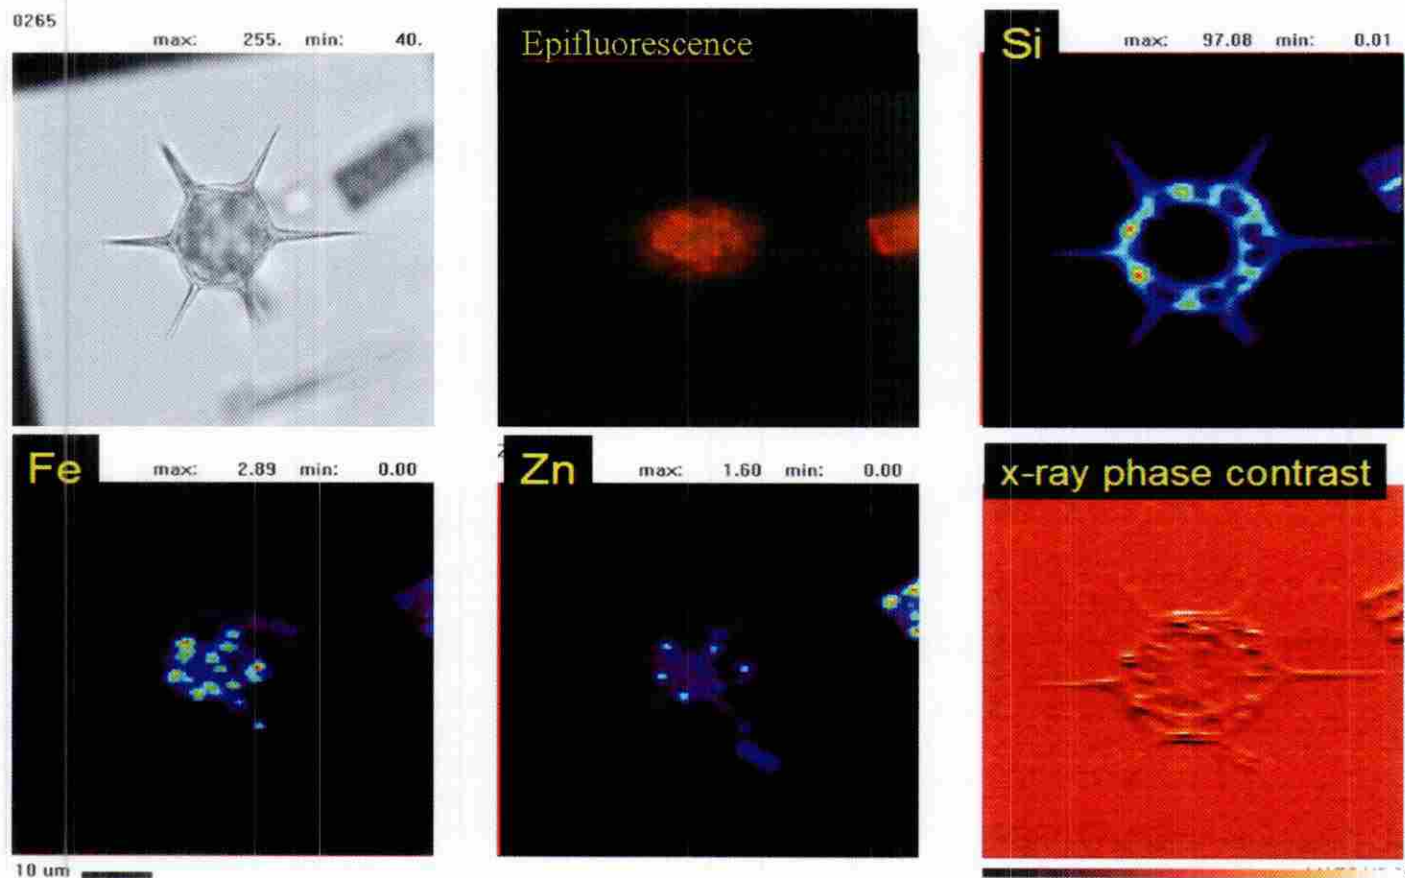 0265
max: 255. min: 40.
Epifluorescence
Si max: 97.08 min: 0.01
Fe max: 2.89 min: 0.00
Zn max: 1.60 min: 0.00
x-ray phase contrast
10 um